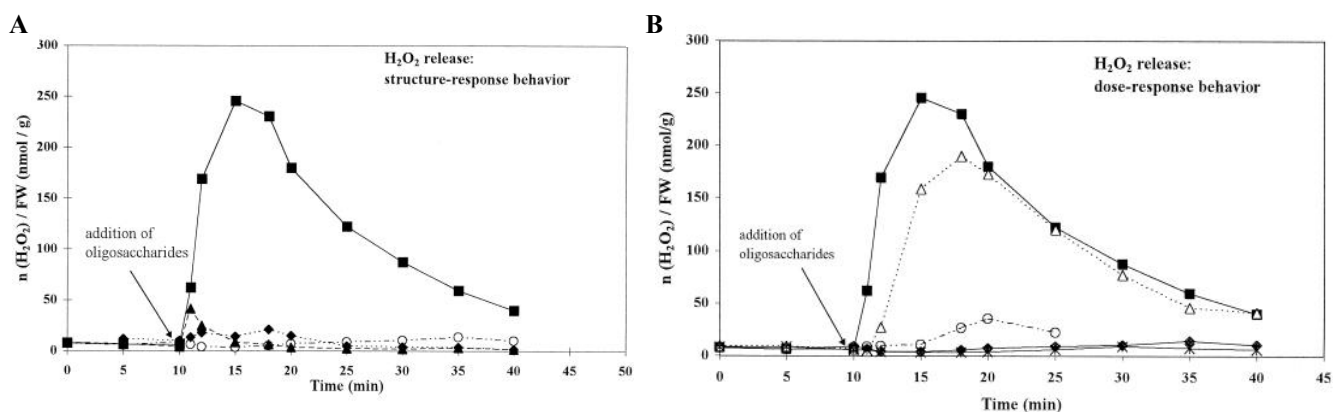 A
300
250
200
150
100
50
0
n (H₂O₂) / FW (nmol / g)
H₂O₂ release:
structure-response behavior
addition of
oligosaccharides
0 5 10 15 20 25 30 35 40 45 50
Time (min)
B
300
250
200
150
100
50
0
n (H₂O₂) / FW (nmol/g)
H₂O₂ release:
dose-response behavior
addition of
oligosaccharides
0 5 10 15 20 25 30 35 40 45
Time (min)